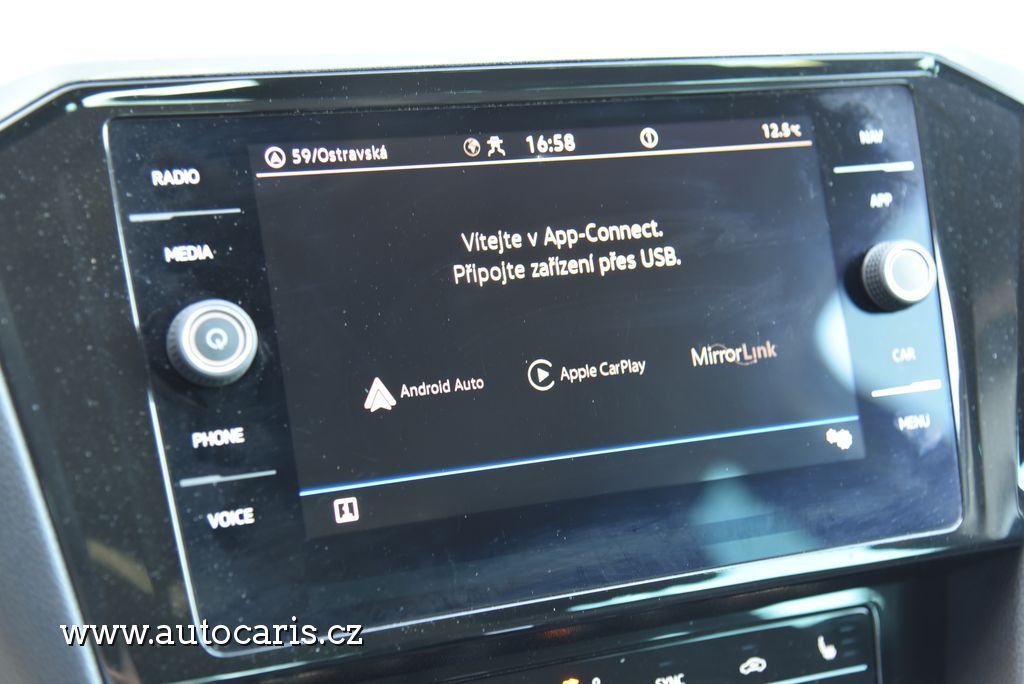 59/Ostravská 16:58 12.5°C
NAV
RADIO
APP
MEDIA
Vítejte v App-Connect.
Připojte zařízení přes USB.
Android Auto Apple CarPlay MirrorLink
CAR
PHONE
MENU
VOICE
www.autocaris.cz
SYNC